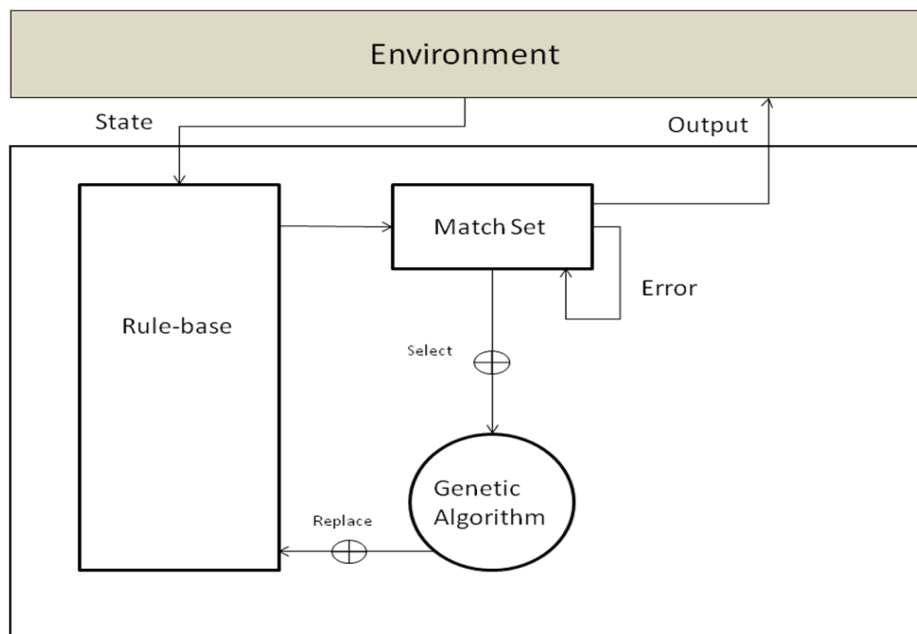 Environment
State
Output
Match Set
Error
Rule-base
Select
Genetic
Algorithm
Replace